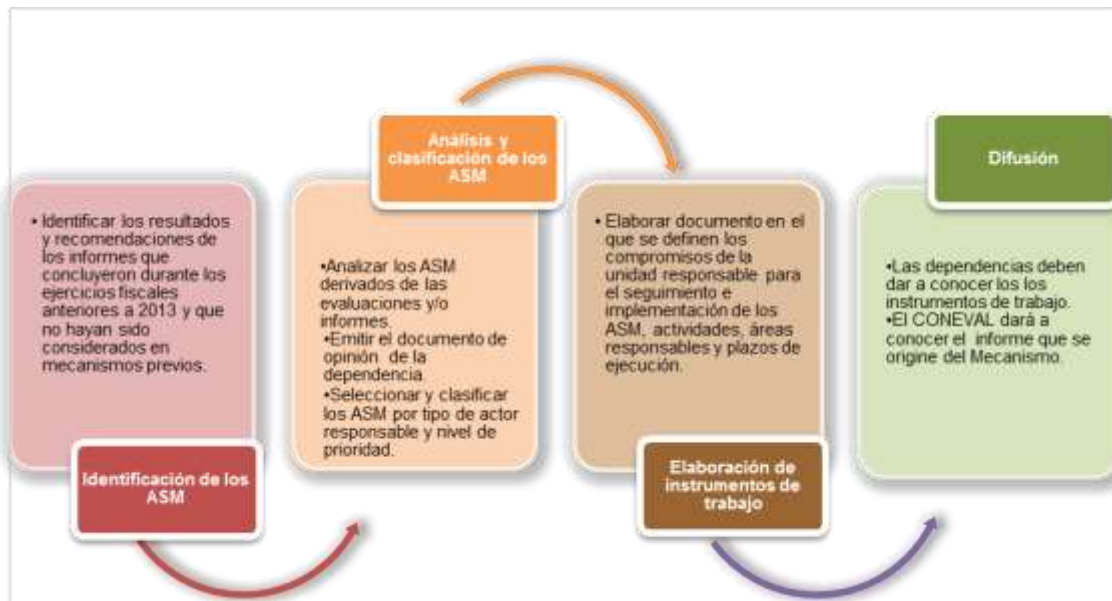 • Identificar los resultados
y recomendaciones de
los informes que
concluyeron durante los
ejercicios fiscales
anteriores a 2013 y que
no hayan sido
considerados en
mecanismos previos.
Identificación de los
ASM
Análisis y
clasificación de los
ASM
•Analizar los ASM
derivados de las
evaluaciones y/o
informes.
•Emitir el documento de
opinión de la
dependencia.
•Seleccionar y clasificar
los ASM por tipo de actor
responsable y nivel de
prioridad.
• Elaborar documento en el
que se definen los
compromisos de la
unidad responsable para
el seguimiento e
implementación de los
ASM, actividades, áreas
responsables y plazos de
ejecución.
Elaboración de
instrumentos de
trabajo
Difusión
•Las dependencias deben
dar a conocer los los
instrumentos de trabajo.
•El CONEVAL dará a
conocer el informe que se
origine del Mecanismo.